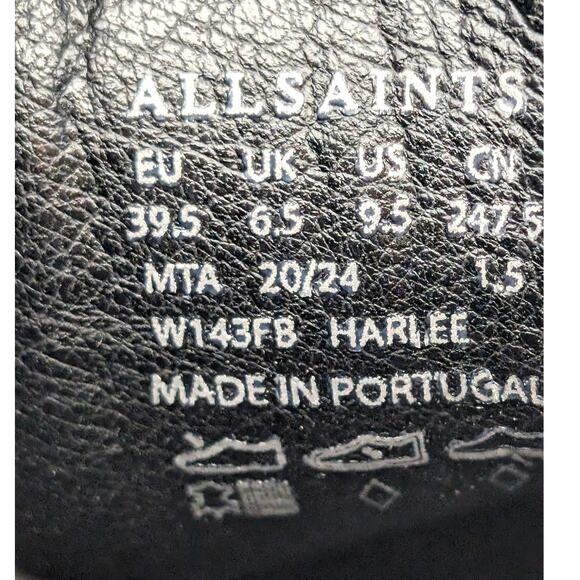 ALLSAINTS
EU UK US CN
39.5 6.5 9.5 247.5
MTA 20/24 1.5
W143FB HARLEE
MADE IN PORTUGAL